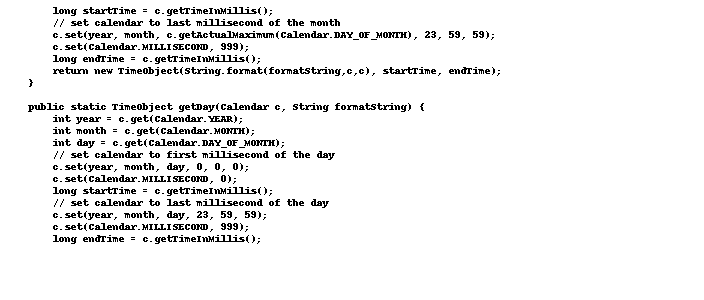 long startTime = c.getTimeInMillis();
// set calendar to last millisecond of the month
c.set(year, month, c.getActualMaximum(Calendar.DAY_OF_MONTH), 23, 59, 59);
c.set(Calendar.MILLISECOND, 999);
long endTime = c.getTimeInMillis();
return new TimeObject(String.format(formatString,c,c), startTime, endTime);
}
public static TimeObject getDay(Calendar c, String formatString) {
int year = c.get(Calendar.YEAR);
int month = c.get(Calendar.MONTH);
int day = c.get(Calendar.DAY_OF_MONTH);
// set calendar to first millisecond of the day
c.set(year, month, day, 0, 0, 0);
c.set(Calendar.MILLISECOND, 0);
long startTime = c.getTimeInMillis();
// set calendar to last millisecond of the day
c.set(year, month, day, 23, 59, 59);
c.set(Calendar.MILLISECOND, 999);
long endTime = c.getTimeInMillis();